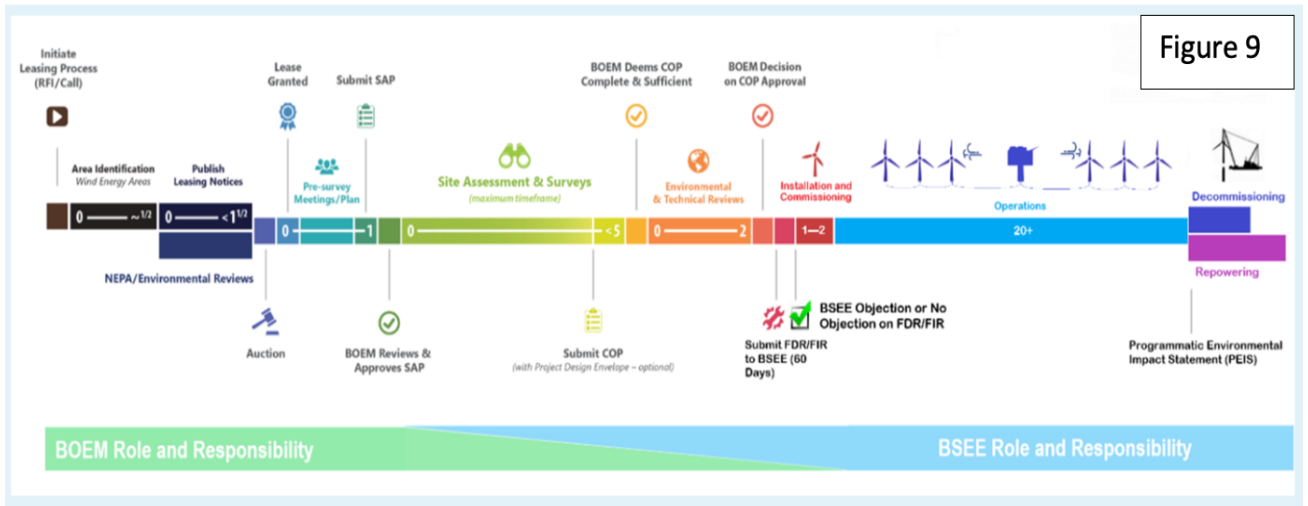 Figure 9
Initiate
Leasing Process
(RFI/Call)
Lease
Granted
Submit SAP
BOEM Deems COP
Complete & Sufficient
BOEM Decision
on COP Approval
Area Identification
Wind Energy Areas
Publish
Leasing Notices
Pre-survey
Meetings/Plan
Site Assessment & Surveys
(maximum timeframe)
Environmental
& Technical Reviews
Installation and
Commissioning
Operations
Decommissioning
0 ~1/2
0 <1 1/2
0 1
0 <5
0 2
1—2
20+
NEPA/Environmental Reviews
Repowering
Auction
BOEM Reviews &
Approves SAP
Submit COP
(with Project Design Envelope – optional)
Submit FDR/FIR
to BSEE (60
Days)
BSEE Objection or No
Objection on FDR/FIR
Programmatic Environmental
Impact Statement (PEIS)
BOEM Role and Responsibility
BSEE Role and Responsibility